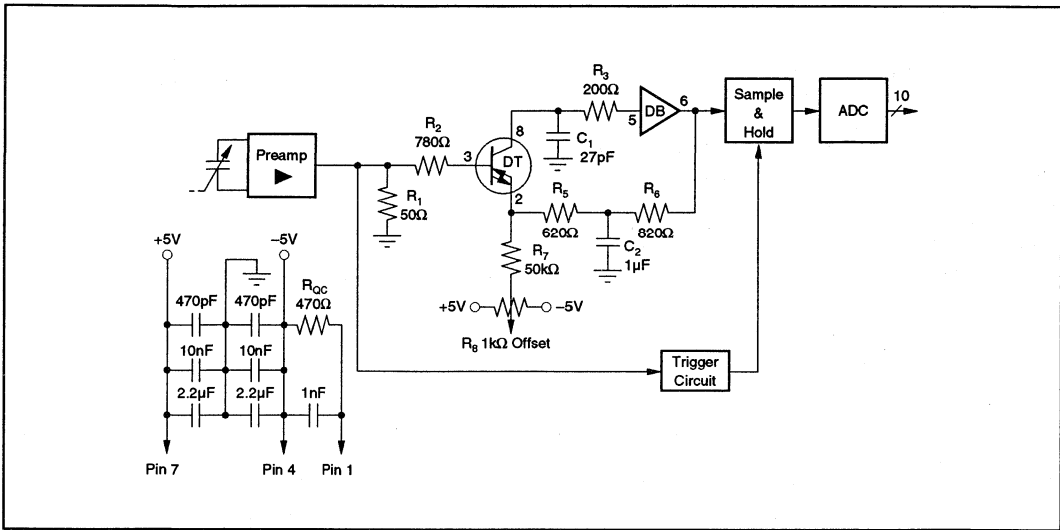 R3
200Ω
DB
5
6
Sample
&
Hold
ADC
10
Preamp
R2
780Ω
3
8
DT
2
C1
27pF
R1
50Ω
R5
620Ω
R6
820Ω
C2
1μF
R7
50kΩ
+5V
–5V
R8 1kΩ Offset
Trigger
Circuit
+5V
–5V
470pF
470pF
RQC
470Ω
10nF
10nF
2.2μF
2.2μF
1nF
Pin 7
Pin 4
Pin 1